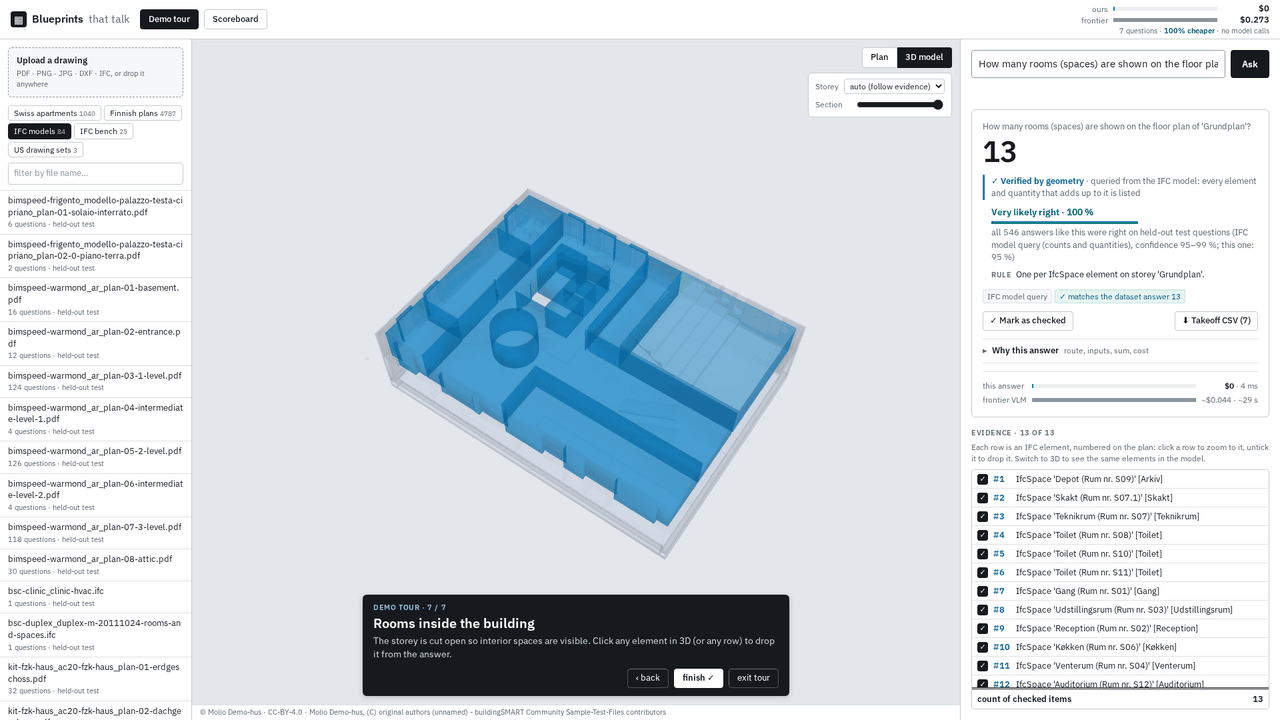 Blueprints that talk
Demo tour
Scoreboard
ours $0
frontier $0.273
7 questions · 100% cheaper · no model calls
Upload a drawing
PDF · PNG · JPG · DXF · IFC, or drop it
anywhere
Swiss apartments 1040
Finnish plans 4787
IFC models 84
IFC bench 25
US drawing sets 3
filter by file name...
bimspeed-frigento_modello-palazzo-testa-ci
priano_plan-01-solaio-interrato.pdf
6 questions · held-out test
bimspeed-frigento_modello-palazzo-testa-ci
priano_plan-02-0-piano-terra.pdf
2 questions · held-out test
bimspeed-warmond_ar_plan-01-basement.
pdf
16 questions · held-out test
bimspeed-warmond_ar_plan-02-entrance.p
df
12 questions · held-out test
bimspeed-warmond_ar_plan-03-1-level.pdf
124 questions · held-out test
bimspeed-warmond_ar_plan-04-intermediat
e-level-1.pdf
4 questions · held-out test
bimspeed-warmond_ar_plan-05-2-level.pdf
126 questions · held-out test
bimspeed-warmond_ar_plan-06-intermediat
e-level-2.pdf
4 questions · held-out test
bimspeed-warmond_ar_plan-07-3-level.pdf
118 questions · held-out test
bimspeed-warmond_ar_plan-08-attic.pdf
30 questions · held-out test
bsc-clinic_clinic-hvac.ifc
1 questions · held-out test
bsc-duplex_duplex-m-20111024-rooms-an
d-spaces.ifc
1 questions · held-out test
kit-fzk-haus_ac20-fzk-haus_plan-01-erdges
choss.pdf
32 questions · held-out test
kit-fzk-haus_ac20-fzk-haus_plan-02-dachge
Plan
3D model
Storey auto (follow evidence)
Section
DEMO TOUR · 7 / 7
Rooms inside the building
The storey is cut open so interior spaces are visible. Click any element in 3D (or any row) to drop
it from the answer.
‹ back
finish ✓
exit tour
© Molio Demo-hus · CC-BY-4.0 · Molio Demo-hus, (C) original authors (unnamed) - buildingSMART Community Sample-Test-Files contributors
How many rooms (spaces) are shown on the floor pla
Ask
How many rooms (spaces) are shown on the floor plan of 'Grundplan'?
13
✓ Verified by geometry · queried from the IFC model: every element
and quantity that adds up to it is listed
Very likely right · 100 %
all 546 answers like this were right on held-out test questions (IFC
model query (counts and quantities), confidence 95–99 %; this one:
95 %)
RULE One per IfcSpace element on storey 'Grundplan'.
IFC model query
✓ matches the dataset answer 13
✓ Mark as checked
⬇ Takeoff CSV (7)
▸ Why this answer route, inputs, sum, cost
this answer $0 · 4 ms
frontier VLM ~$0.044 · ~29 s
EVIDENCE · 13 OF 13
Each row is an IFC element, numbered on the plan: click a row to zoom to it, untick
it to drop it. Switch to 3D to see the same elements in the model.
✓ #1 IfcSpace 'Depot (Rum nr. S09)' [Arkiv]
✓ #2 IfcSpace 'Skakt (Rum nr. S07.1)' [Skakt]
✓ #3 IfcSpace 'Teknikrum (Rum nr. S07)' [Teknikrum]
✓ #4 IfcSpace 'Toilet (Rum nr. S08)' [Toilet]
✓ #5 IfcSpace 'Toilet (Rum nr. S10)' [Toilet]
✓ #6 IfcSpace 'Toilet (Rum nr. S11)' [Toilet]
✓ #7 IfcSpace 'Gang (Rum nr. S01)' [Gang]
✓ #8 IfcSpace 'Udstillingsrum (Rum nr. S03)' [Udstillingsrum]
✓ #9 IfcSpace 'Reception (Rum nr. S02)' [Reception]
✓ #10 IfcSpace 'Køkken (Rum nr. S06)' [Køkken]
✓ #11 IfcSpace 'Venterum (Rum nr. S04)' [Venterum]
✓ #12 IfcSpace 'Auditorium (Rum nr. S12)' [Auditorium]
count of checked items 13